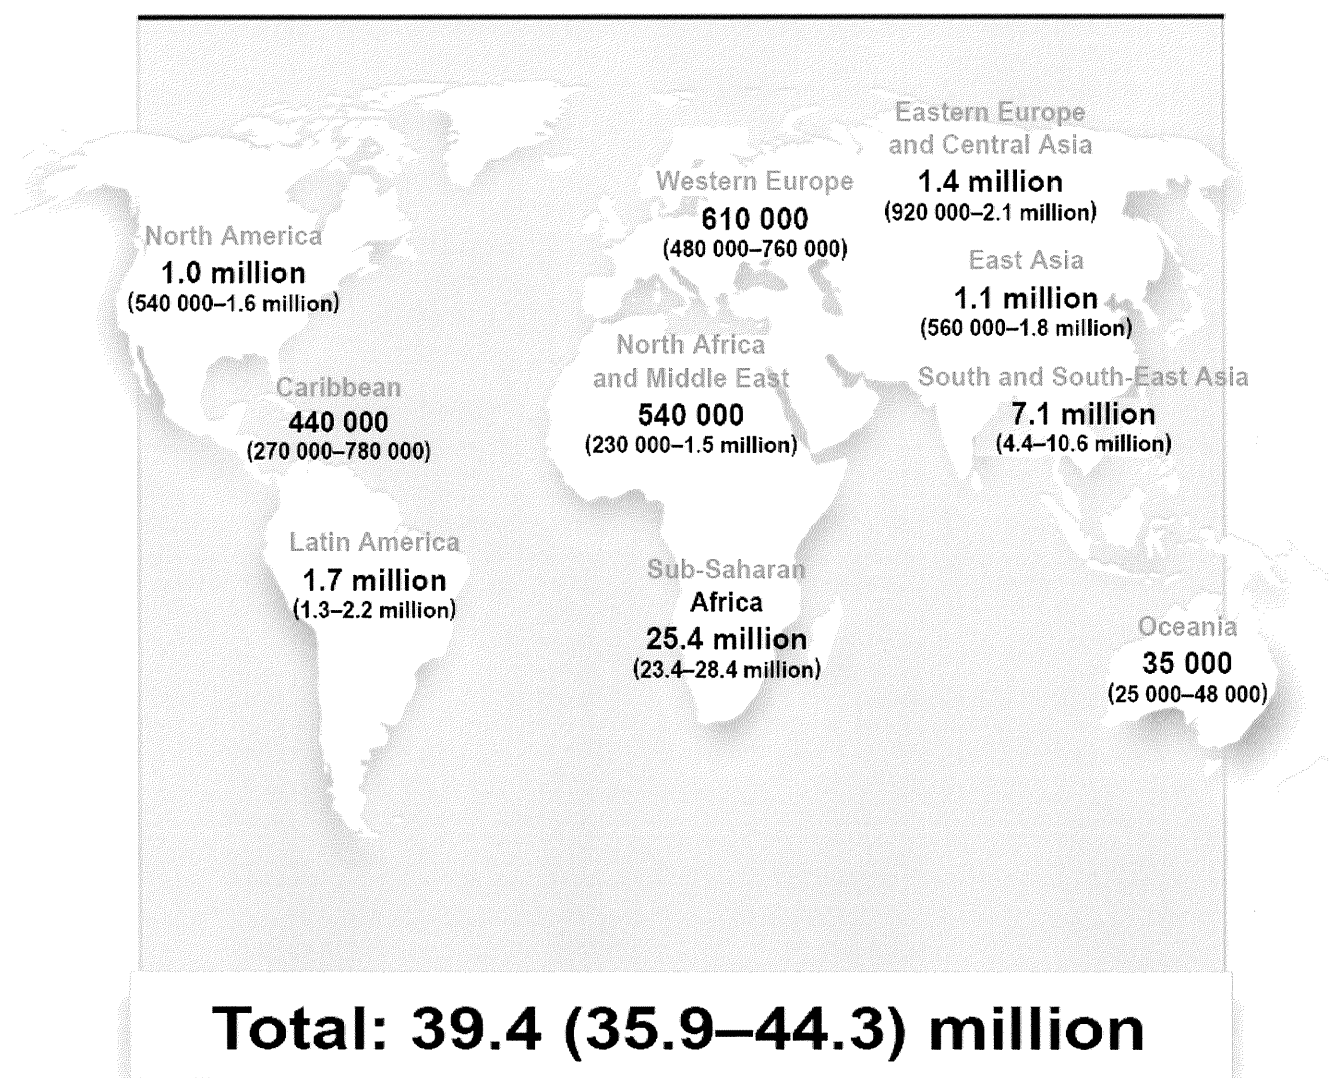 Eastern Europe
and Central Asia
1.4 million
(920 000–2.1 million)
Western Europe
610 000
(480 000–760 000)
North America
1.0 million
(540 000–1.6 million)
East Asia
1.1 million
(560 000–1.8 million)
North Africa
and Middle East
540 000
(230 000–1.5 million)
Caribbean
440 000
(270 000–780 000)
South and South-East Asia
7.1 million
(4.4–10.6 million)
Latin America
1.7 million
(1.3–2.2 million)
Sub-Saharan
Africa
25.4 million
(23.4–28.4 million)
Oceania
35 000
(25 000–48 000)
Total: 39.4 (35.9–44.3) million